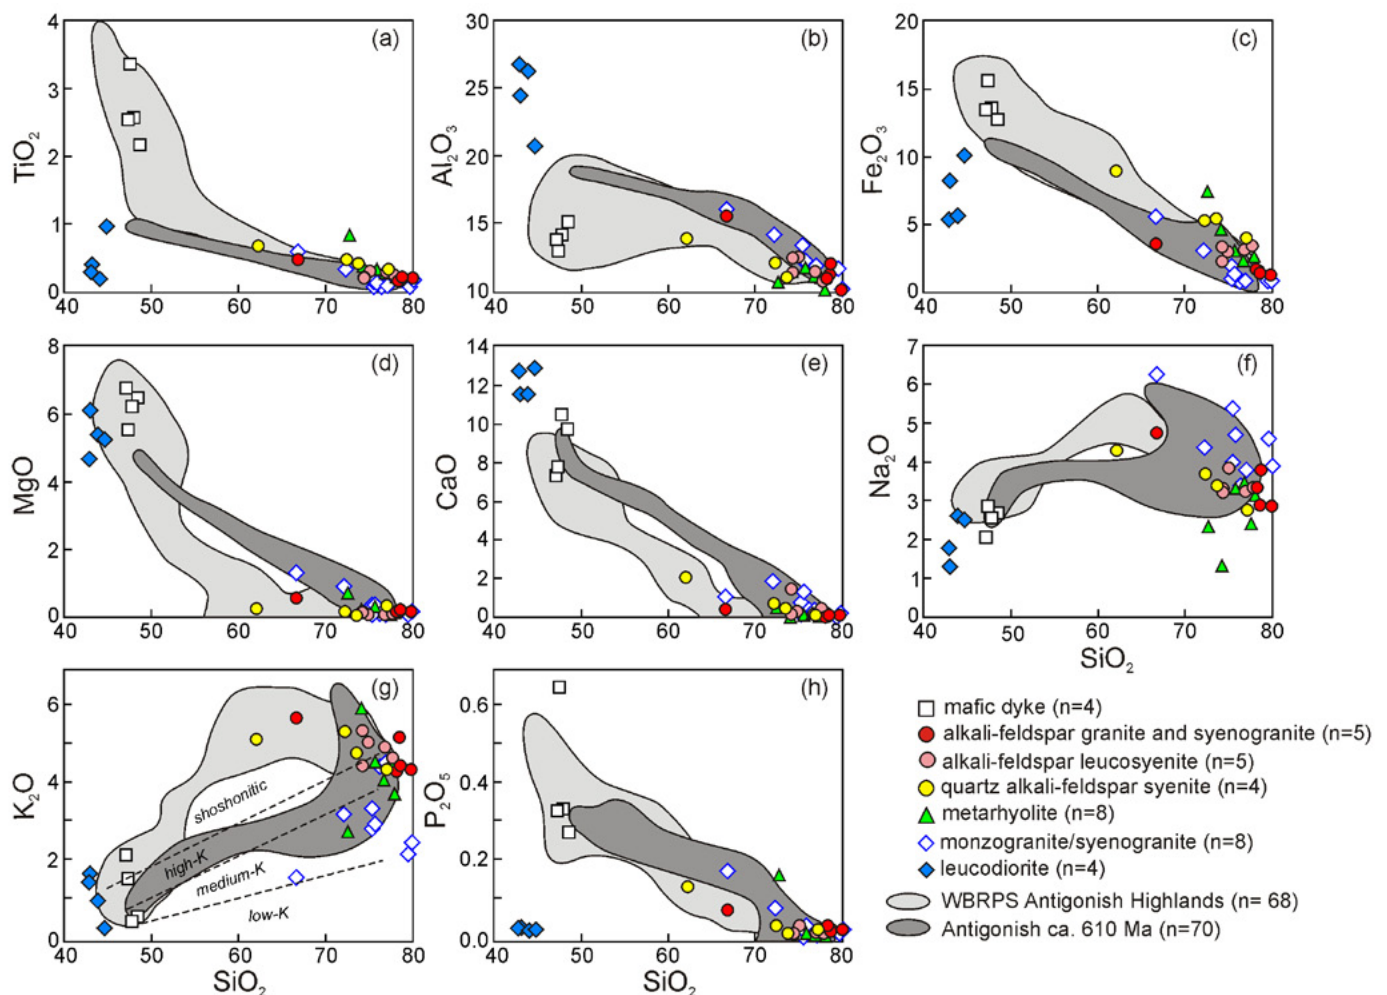 (a)
TiO2
4
3
2
1
0
40 50 60 70 80
(b)
Al2O3
30
25
20
15
10
40 50 60 70 80
(c)
Fe2O3
20
15
10
5
0
40 50 60 70 80
(d)
MgO
8
6
4
2
0
40 50 60 70 80
(e)
CaO
14
12
10
8
6
4
2
0
40 50 60 70 80
(f)
Na2O
7
6
5
4
3
2
1
0
40 50 60 70 80
SiO2
(g)
K2O
6
4
2
0
shoshonitic
high-K
medium-K
low-K
40 50 60 70 80
SiO2
(h)
P2O5
0.6
0.4
0.2
0.0
40 50 60 70 80
SiO2
mafic dyke (n=4)
alkali-feldspar granite and syenogranite (n=5)
alkali-feldspar leucosyenite (n=5)
quartz alkali-feldspar syenite (n=4)
metarhyolite (n=8)
monzogranite/syenogranite (n=8)
leucodiorite (n=4)
WBRPS Antigonish Highlands (n= 68)
Antigonish ca. 610 Ma (n=70)